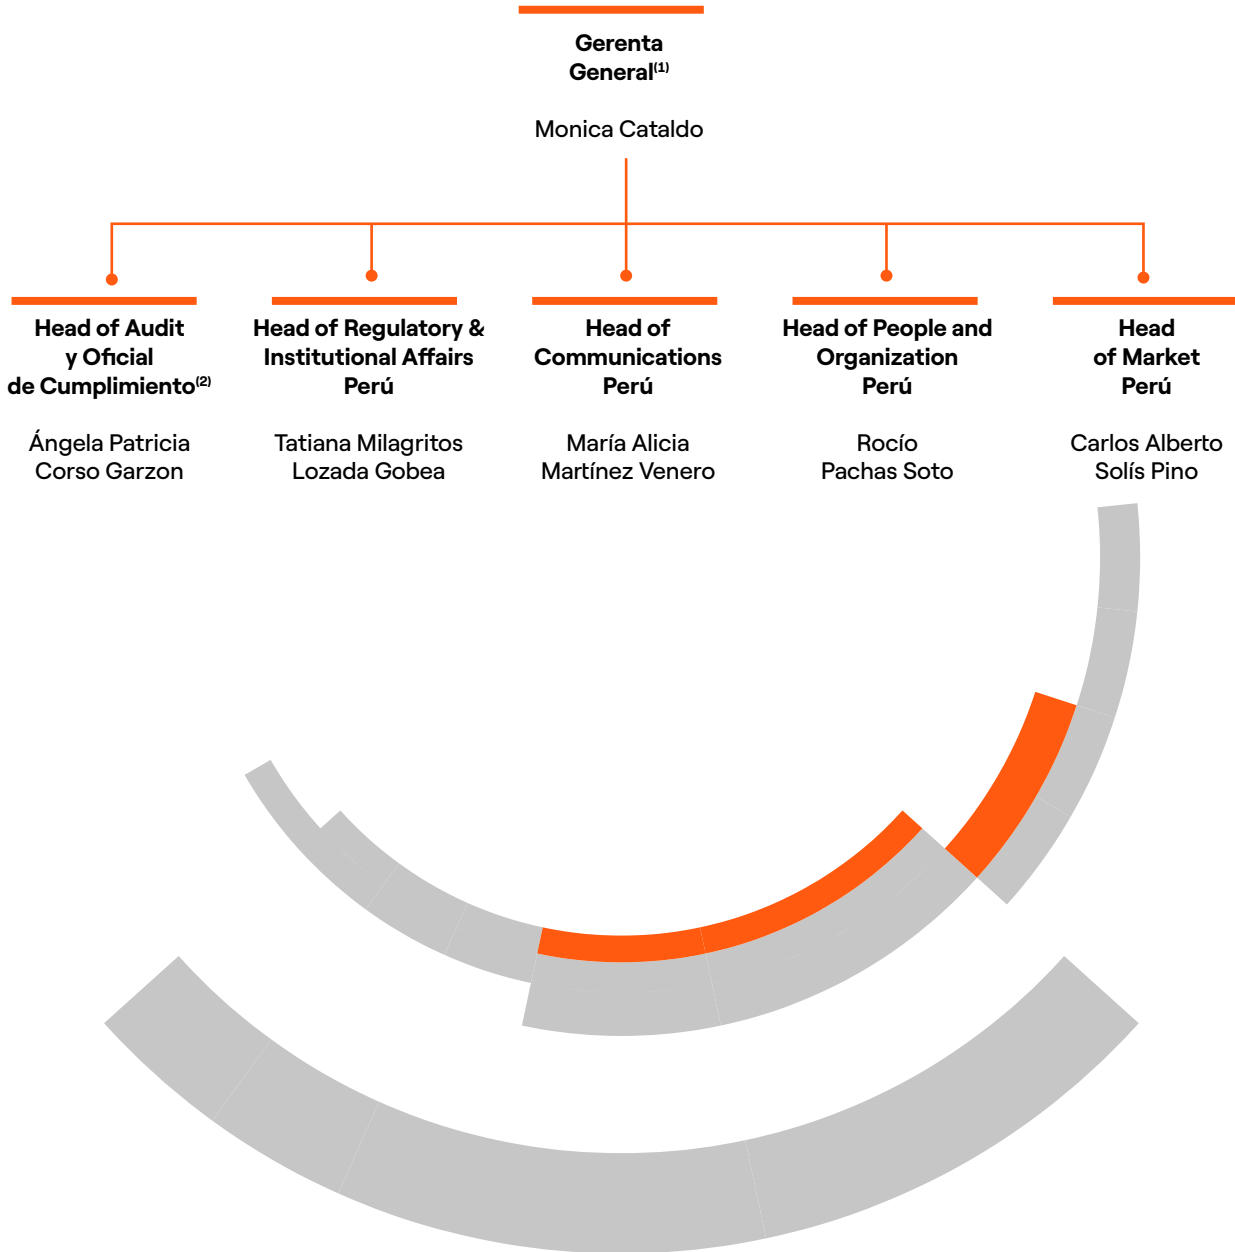 Gerenta
General(1)
Monica Cataldo
Head of Audit
y Oficial
de Cumplimiento(2)
Ángela Patricia
Corso Garzon
Head of Regulatory &
Institutional Affairs
Perú
Tatiana Milagritos
Lozada Gobea
Head of
Communications
Perú
María Alicia
Martínez Venero
Head of People and
Organization
Perú
Rocío
Pachas Soto
Head
of Market
Perú
Carlos Alberto
Solís Pino